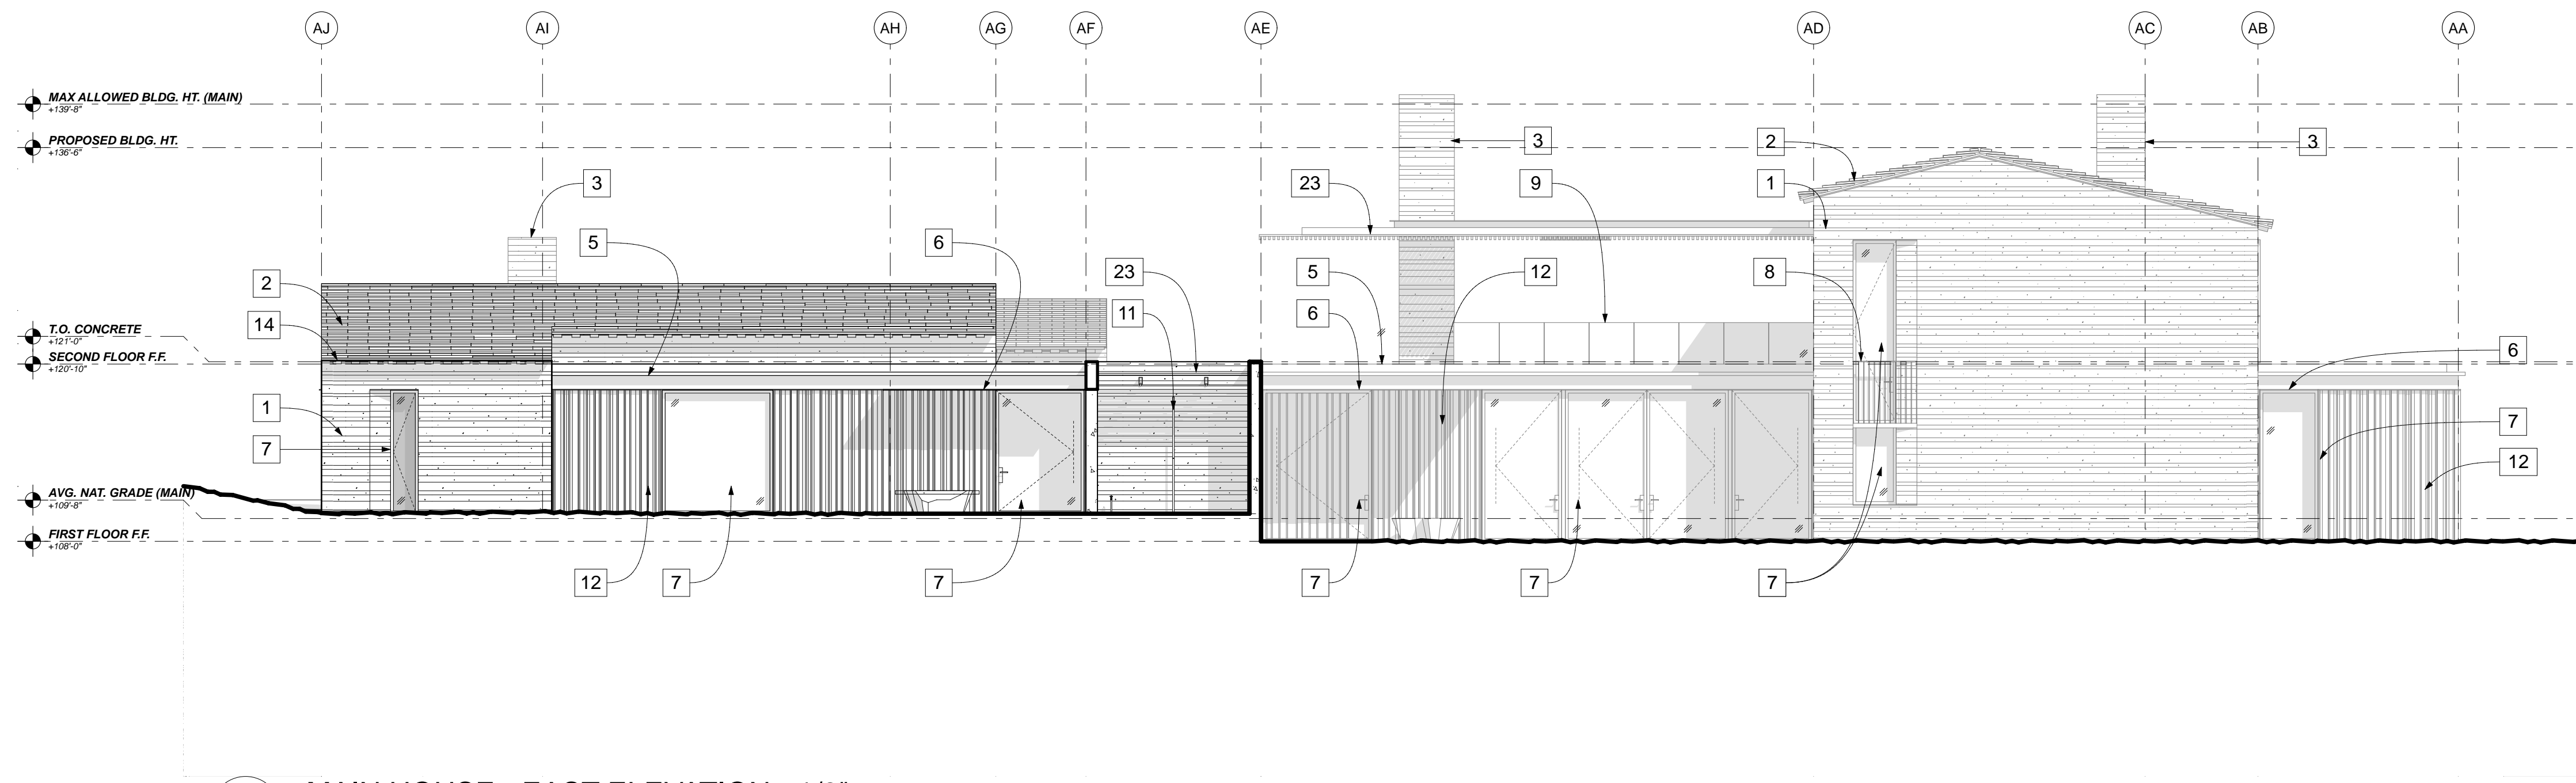 AJ
AI
AH
AG
AF
AE
AD
AC
AB
AA
MAX ALLOWED BLDG. HT. (MAIN)
+139'-8"
PROPOSED BLDG. HT.
+136'-6"
3
2
3
3
23
9
1
5
6
2
23
5
12
8
14
11
6
T.O. CONCRETE
+121'-0"
SECOND FLOOR F.F.
+120'-10"
6
1
7
7
12
AVG. NAT. GRADE (MAIN)
+109'-8"
FIRST FLOOR F.F.
+108'-0"
12
7
7
7
7
7